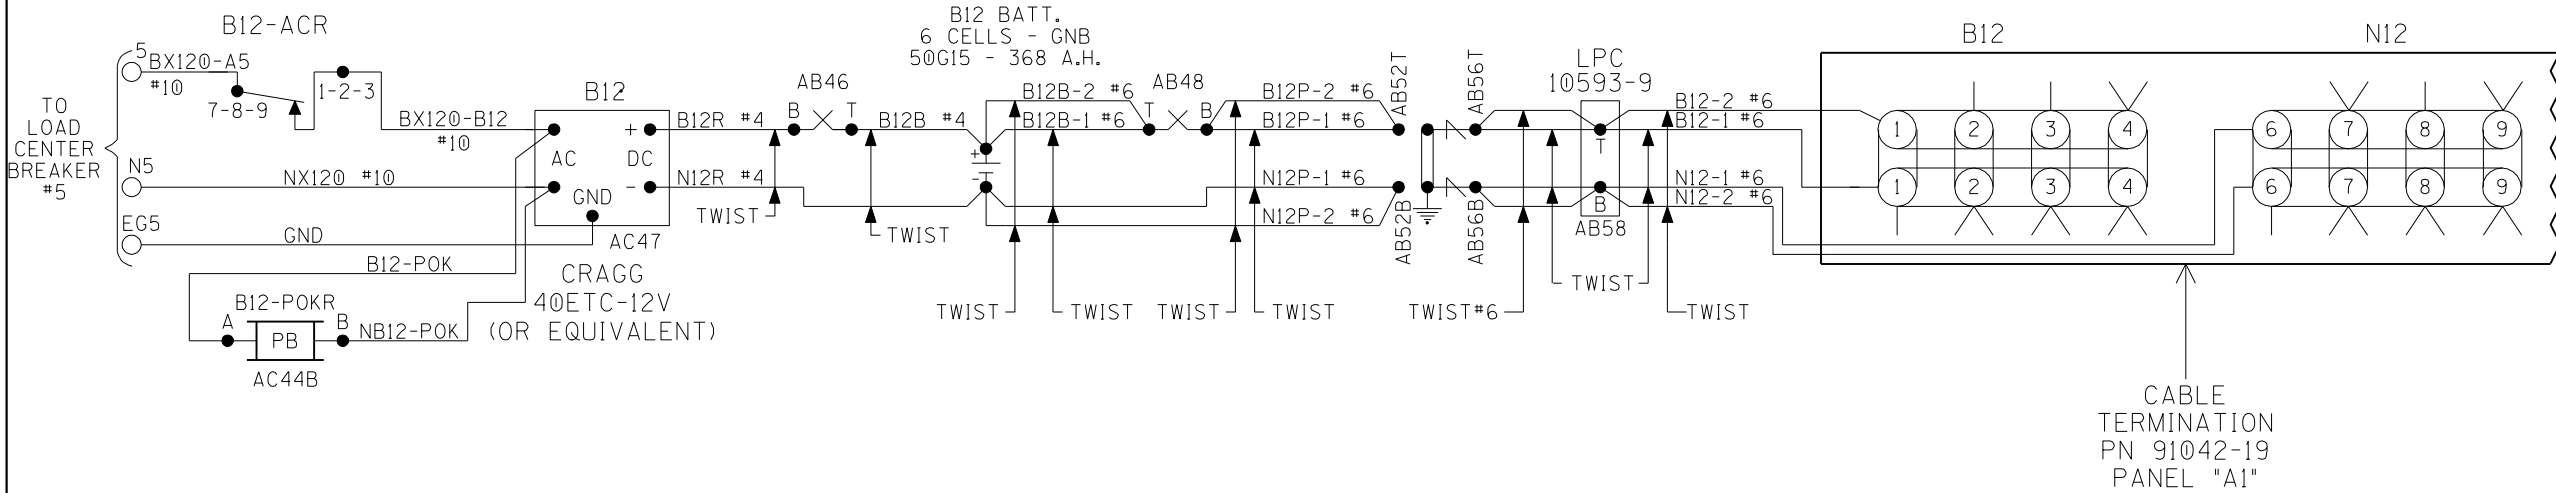 B12-ACR
5
BX120-A5
#10
7-8-9
1-2-3
BX120-B12
#10
TO
LOAD
CENTER
BREAKER
#5
N5
NX120 #10
EG5
GND
B12-POK
B12-POKR
A
B
PB
NB12-POK
AC44B
B12
AC
+
DC
-
GND
AC47
CRAGG
40ETC-12V
(OR EQUIVALENT)
B12R #4
N12R #4
TWIST
AB46
B
T
B12B #4
TWIST
B12 BATT.
6 CELLS - GNB
50G15 - 368 A.H.
+
-
B12B-2 #6
B12B-1 #6
AB48
T
B
B12P-2 #6
B12P-1 #6
N12P-1 #6
N12P-2 #6
TWIST
TWIST
TWIST
TWIST
AB52T
AB52B
AB56T
AB56B
LPC
10593-9
T
B
AB58
TWIST#6
TWIST
TWIST
B12-2 #6
B12-1 #6
N12-1 #6
N12-2 #6
B12
N12
1
2
3
4
6
7
8
9
1
2
3
4
6
7
8
9
CABLE
TERMINATION
PN 91042-19
PANEL "A1"